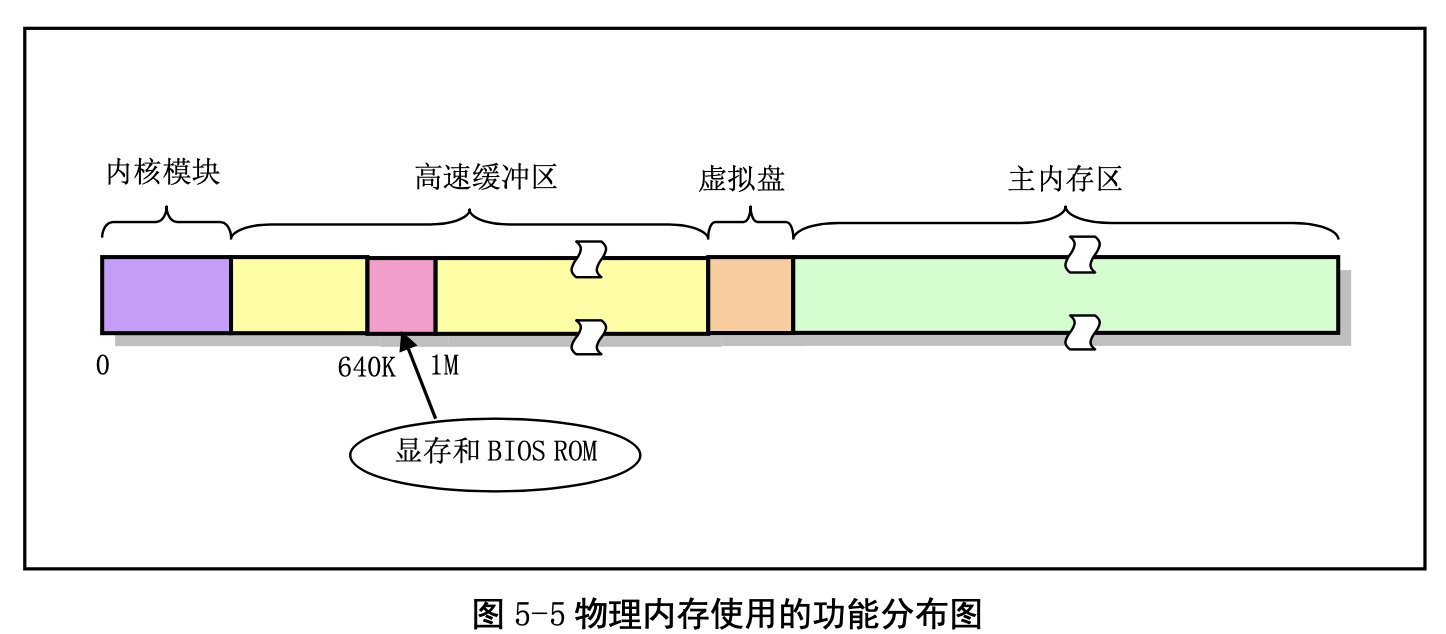 内核模块
高速缓冲区
虚拟盘
主内存区
0
640K
1M
显存和 BIOS ROM
图 5-5 物理内存使用的功能分布图